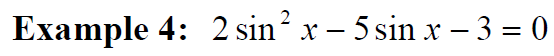 Example 4: 2 sin² x − 5 sin x − 3 = 0